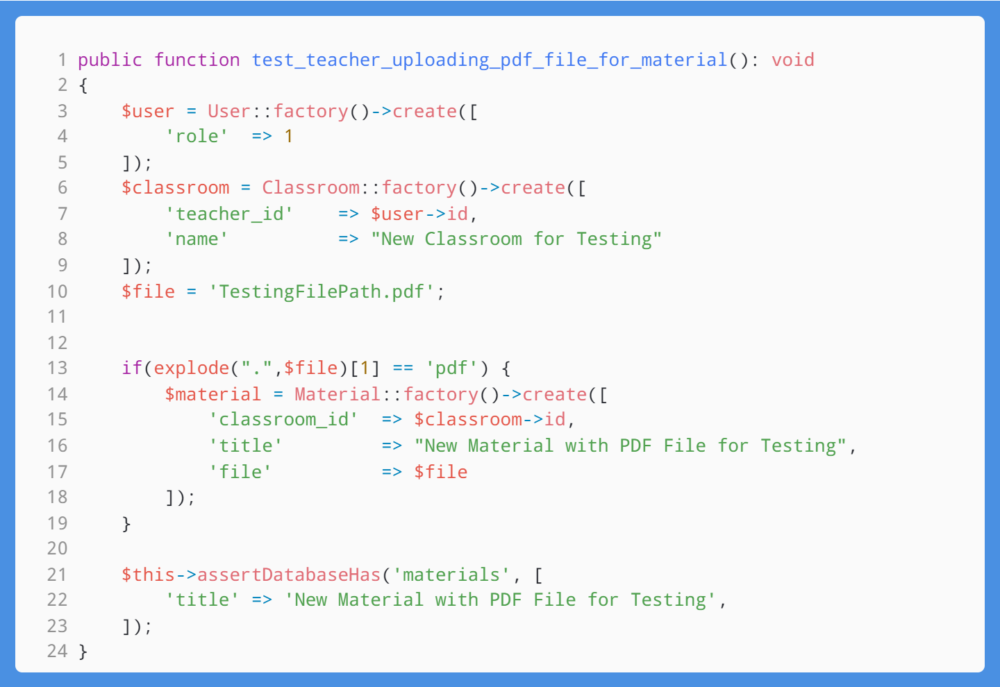 1 public function test_teacher_uploading_pdf_file_for_material(): void
2 {
3     $user = User::factory()->create([
4         'role'  => 1
5     ]);
6     $classroom = Classroom::factory()->create([
7         'teacher_id'    => $user->id,
8         'name'          => "New Classroom for Testing"
9     ]);
10     $file = 'TestingFilePath.pdf';
11
12
13     if(explode(".",$file)[1] == 'pdf') {
14         $material = Material::factory()->create([
15             'classroom_id'  => $classroom->id,
16             'title'         => "New Material with PDF File for Testing",
17             'file'          => $file
18         ]);
19     }
20
21     $this->assertDatabaseHas('materials', [
22         'title' => 'New Material with PDF File for Testing',
23     ]);
24 }